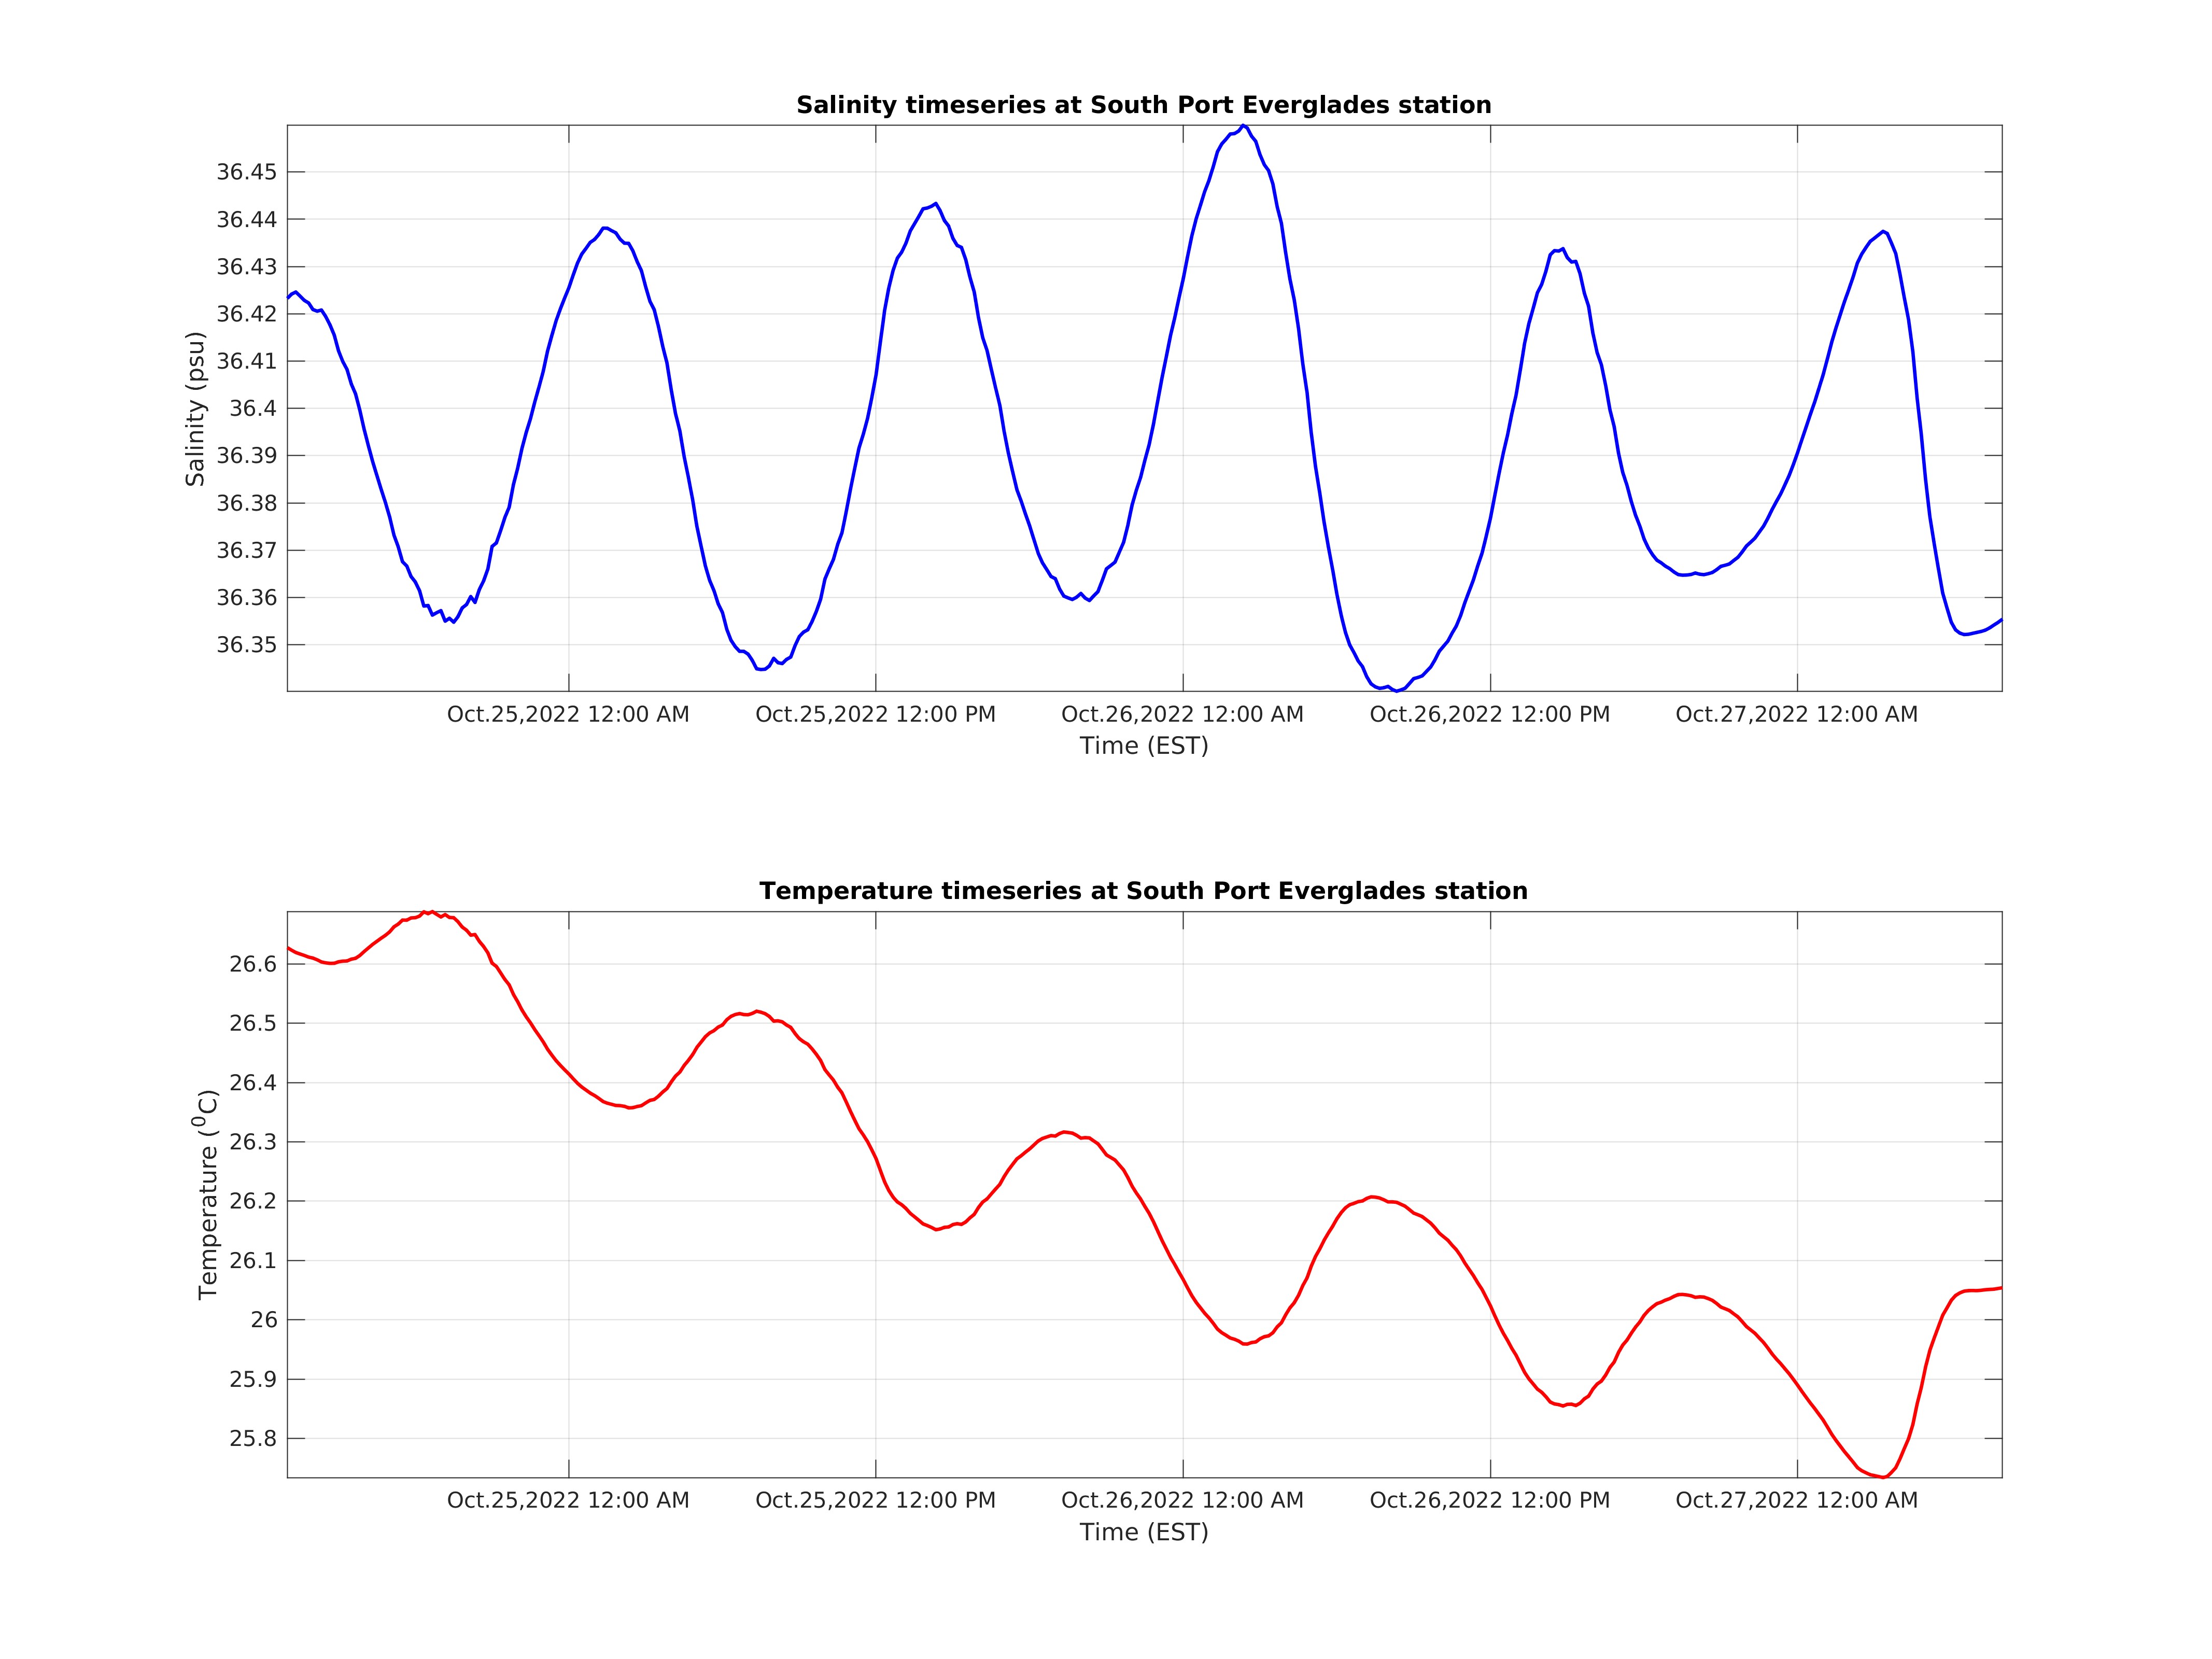 Salinity timeseries at South Port Everglades station
36.45
36.44
36.43
36.42
36.41
36.4
36.39
36.38
36.37
36.36
36.35
Salinity (psu)
Oct.25,2022 12:00 AM Oct.25,2022 12:00 PM Oct.26,2022 12:00 AM Oct.26,2022 12:00 PM Oct.27,2022 12:00 AM
Time (EST)
Temperature timeseries at South Port Everglades station
26.6
26.5
26.4
26.3
26.2
26.1
26
25.9
25.8
Temperature (⁰C)
Oct.25,2022 12:00 AM Oct.25,2022 12:00 PM Oct.26,2022 12:00 AM Oct.26,2022 12:00 PM Oct.27,2022 12:00 AM
Time (EST)